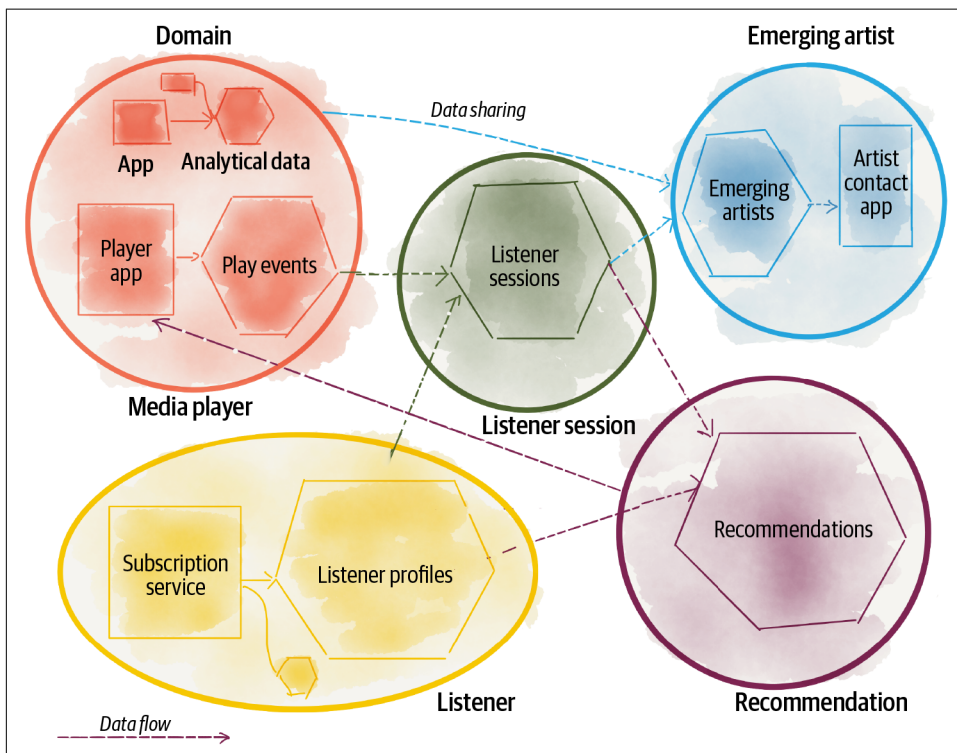 Domain
Emerging artist
Data sharing
App
Analytical data
Player
app
Play events
Listener
sessions
Emerging
artists
Artist
contact
app
Media player
Listener session
Subscription
service
Listener profiles
Recommendations
Listener
Recommendation
Data flow